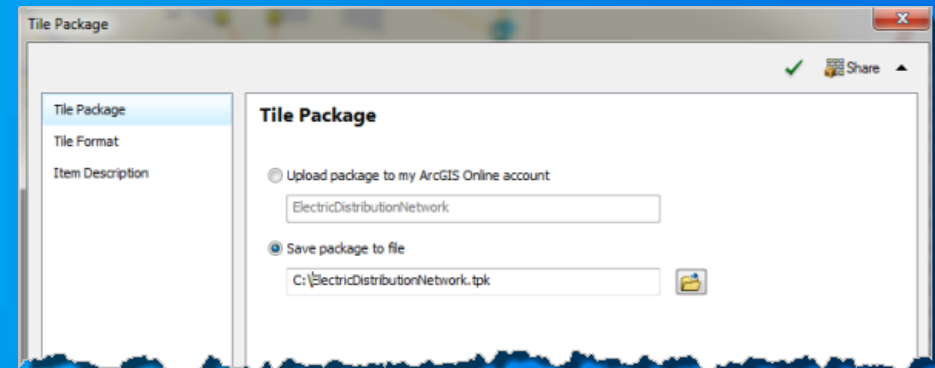 Tile Package
Share
Tile Package
Tile Format
Item Description
Tile Package
Upload package to my ArcGIS Online account
ElectricDistributionNetwork
Save package to file
C:\ElectricDistributionNetwork.tpk